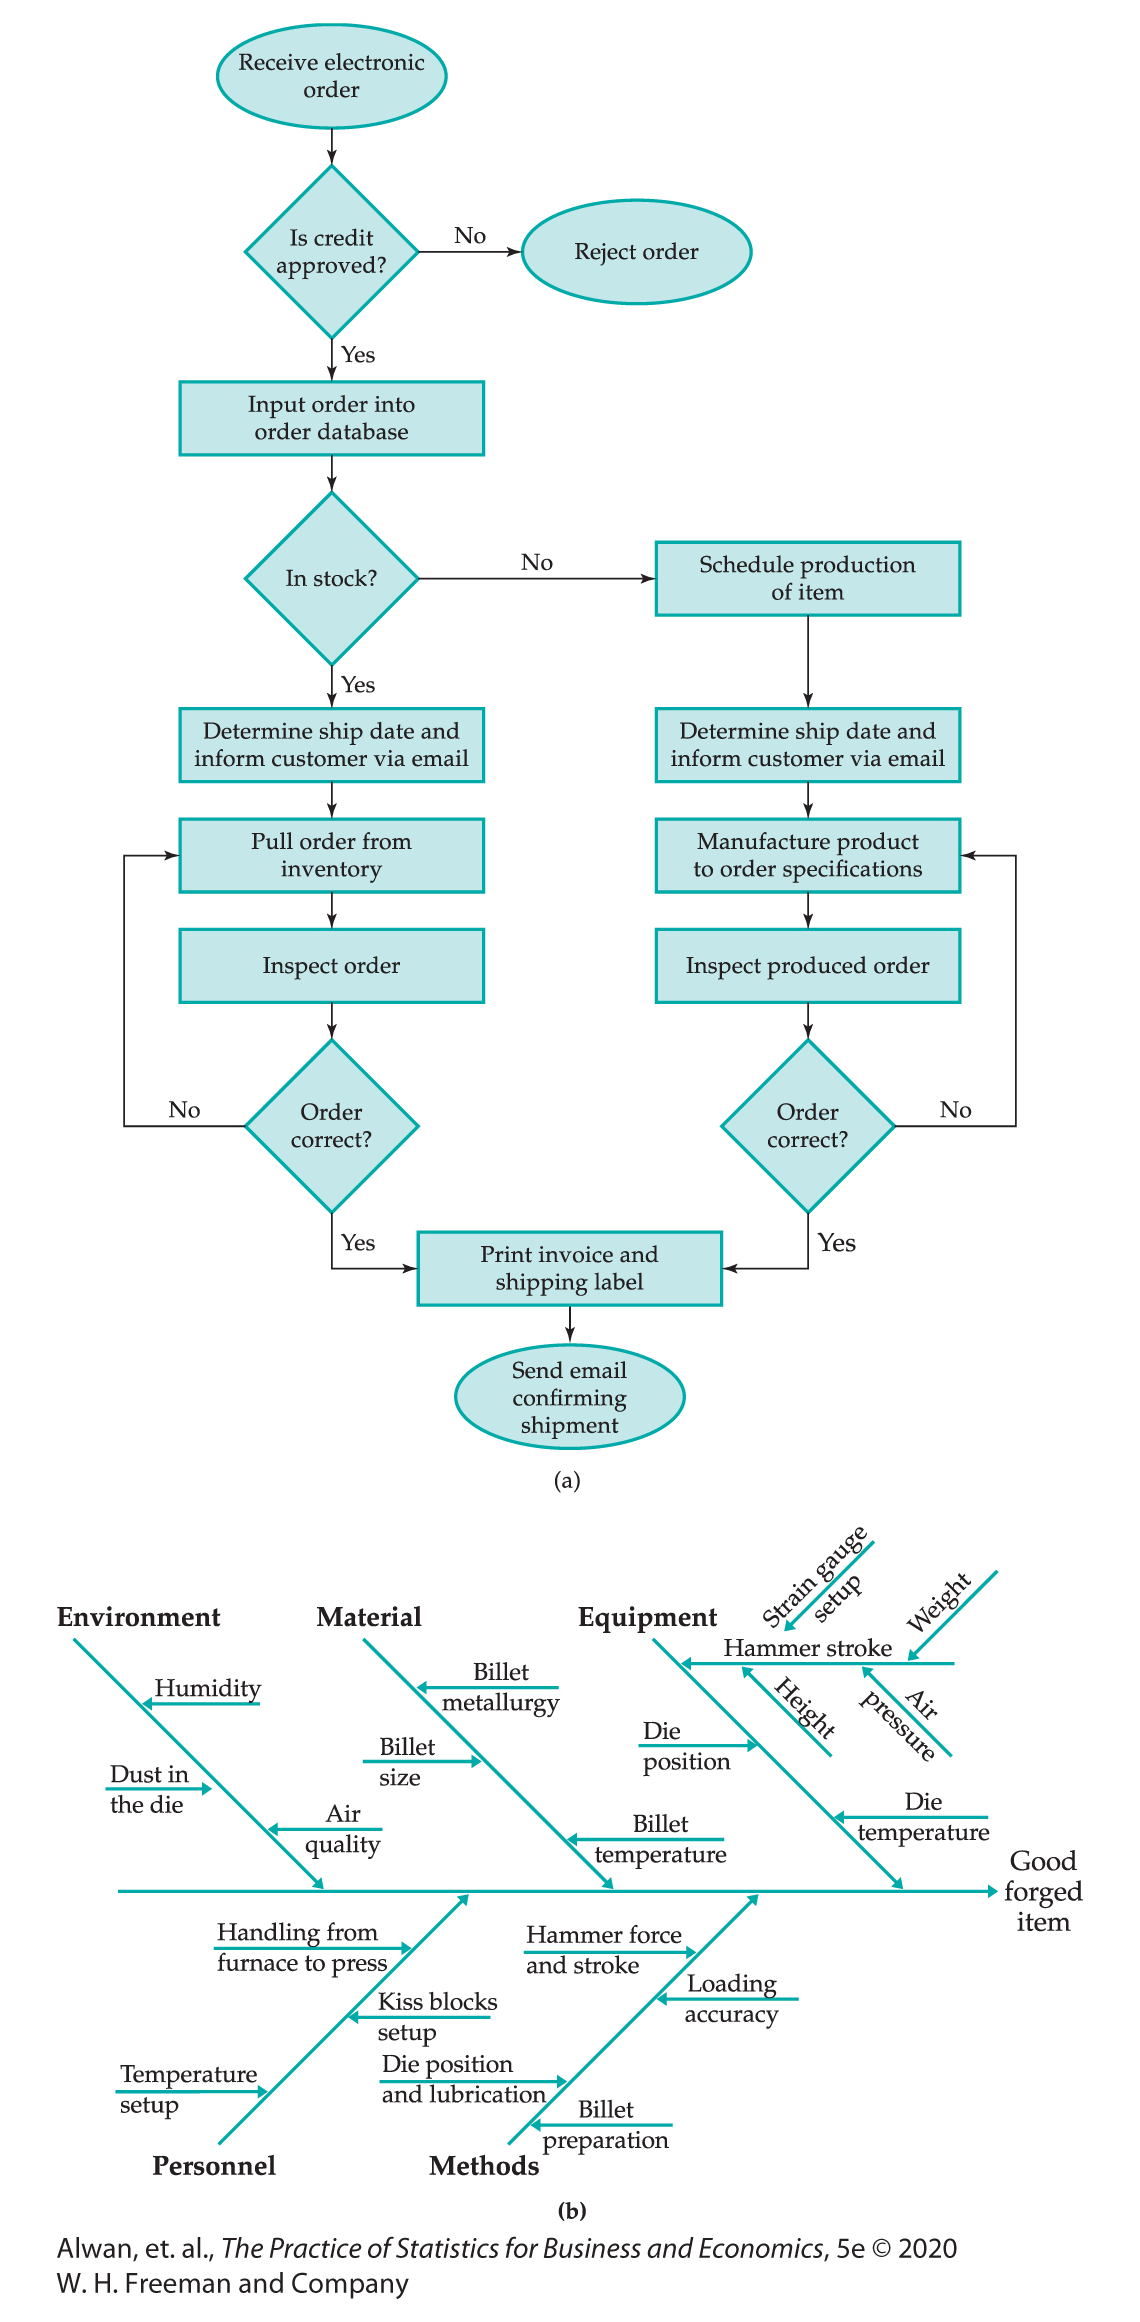 Receive electronic
order
Is credit
approved?
No
Reject order
Yes
Input order into
order database
In stock?
No
Schedule production
of item
Yes
Determine ship date and
inform customer via email
Determine ship date and
inform customer via email
Pull order from
inventory
Manufacture product
to order specifications
Inspect order
Inspect produced order
Order
correct?
No
Order
correct?
No
Yes
Print invoice and
shipping label
Yes
Send email
confirming
shipment
(a)
Environment
Material
Equipment
Strain gauge
setup
Weight
Hammer stroke
Height
Air
pressure
Humidity
Billet
metallurgy
Die
position
Billet
size
Dust in
the die
Air
quality
Billet
temperature
Die
temperature
Good
forged
item
Handling from
furnace to press
Hammer force
and stroke
Kiss blocks
setup
Loading
accuracy
Temperature
setup
Die position
and lubrication
Billet
preparation
Personnel
Methods
(b)
Alwan, et. al., The Practice of Statistics for Business and Economics, 5e © 2020
W. H. Freeman and Company